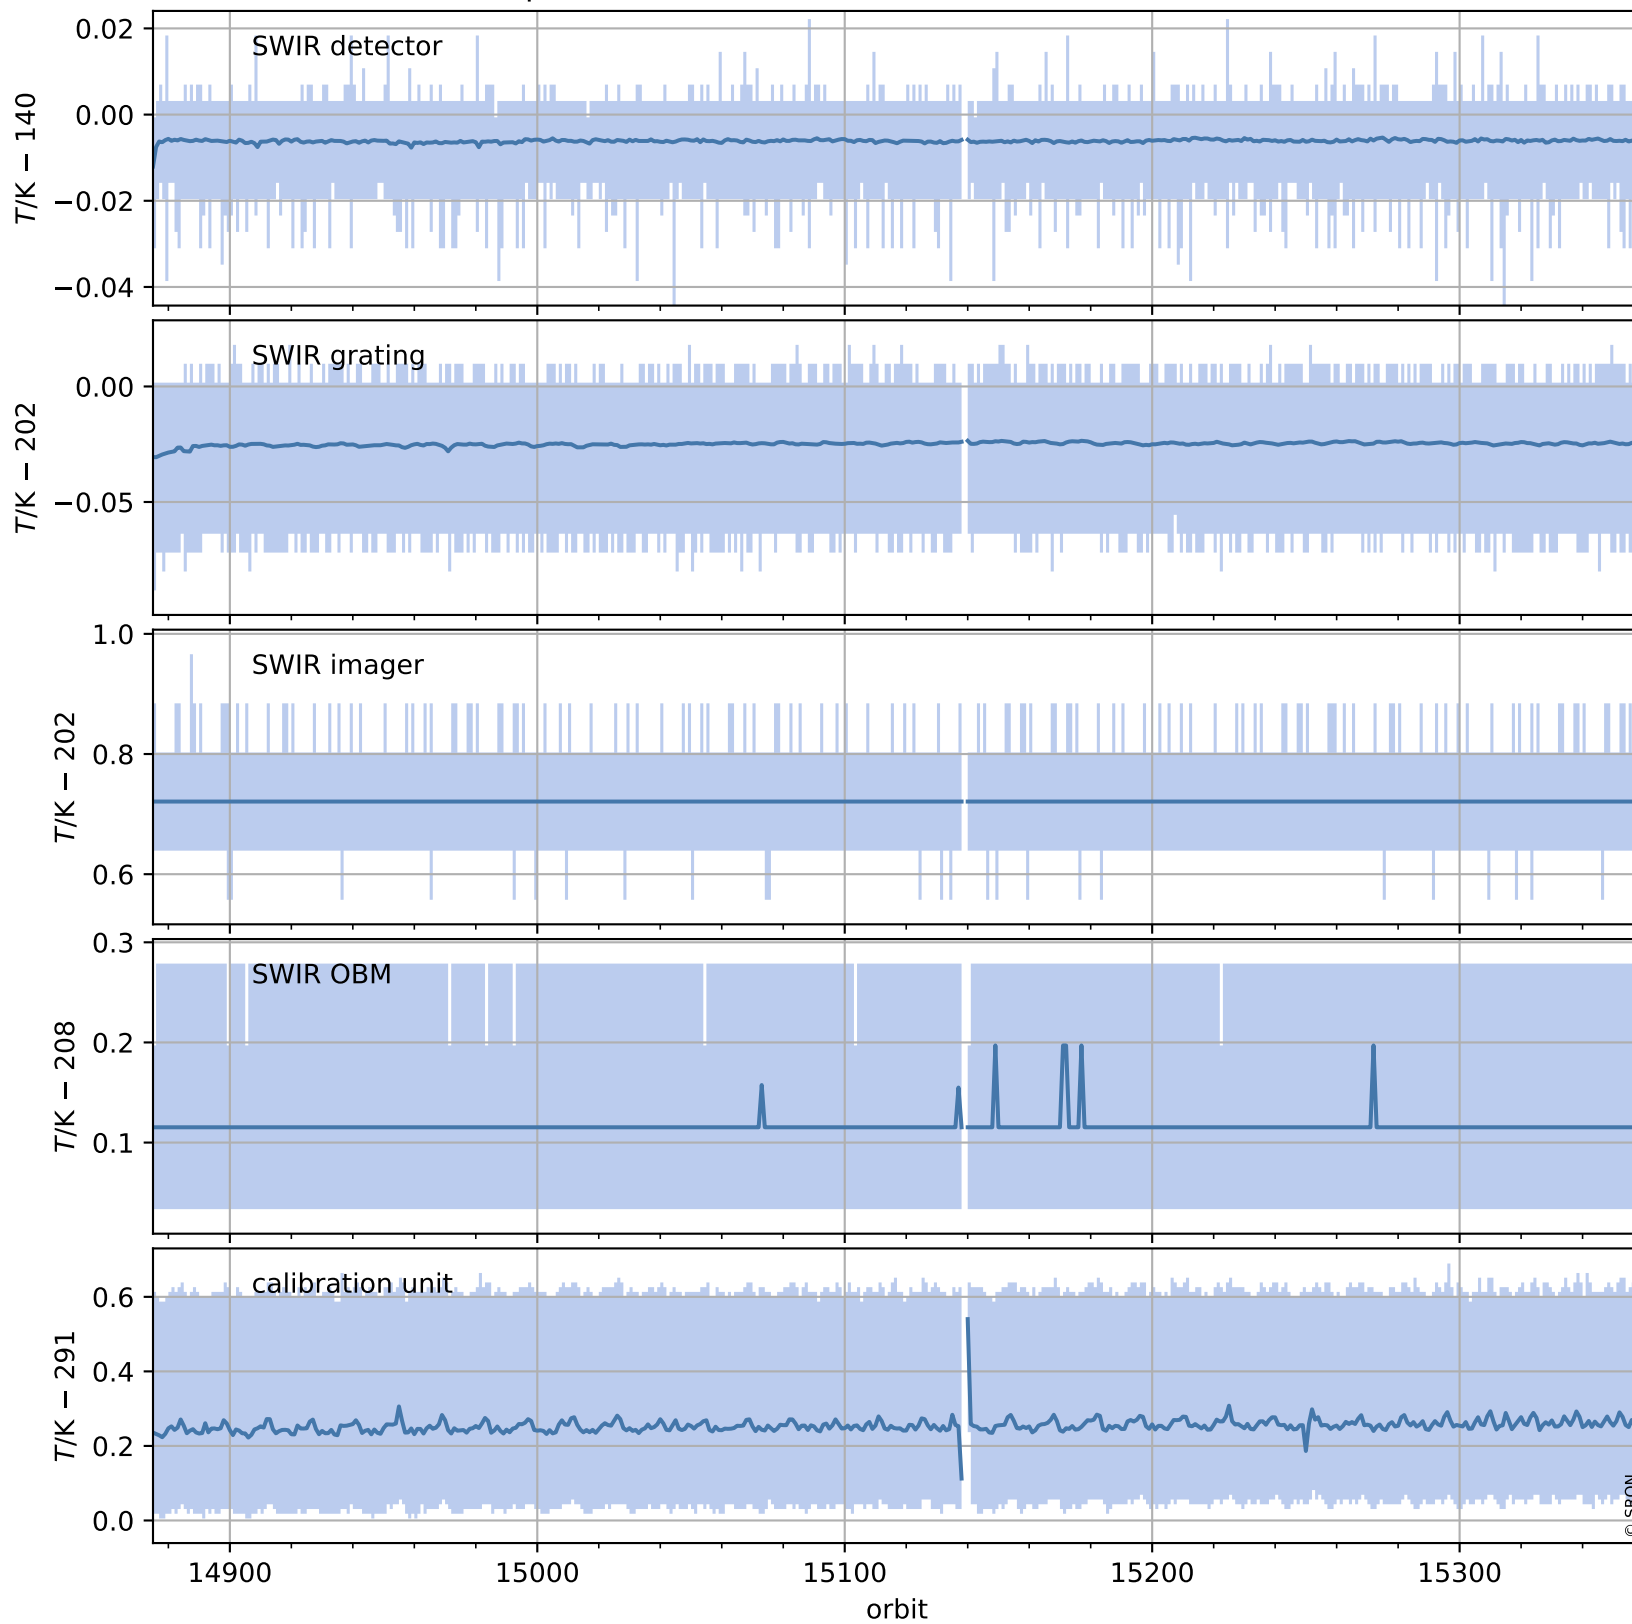 0.02
SWIR detector
0.00
−0.02
−0.04
T/K − 140
SWIR grating
0.00
−0.05
T/K − 202
1.0
SWIR imager
0.8
0.6
T/K − 202
0.3
SWIR OBM
0.2
0.1
T/K − 208
calibration unit
0.6
0.4
0.2
0.0
T/K − 291
© SRON
14900 15000 15100 15200 15300
orbit